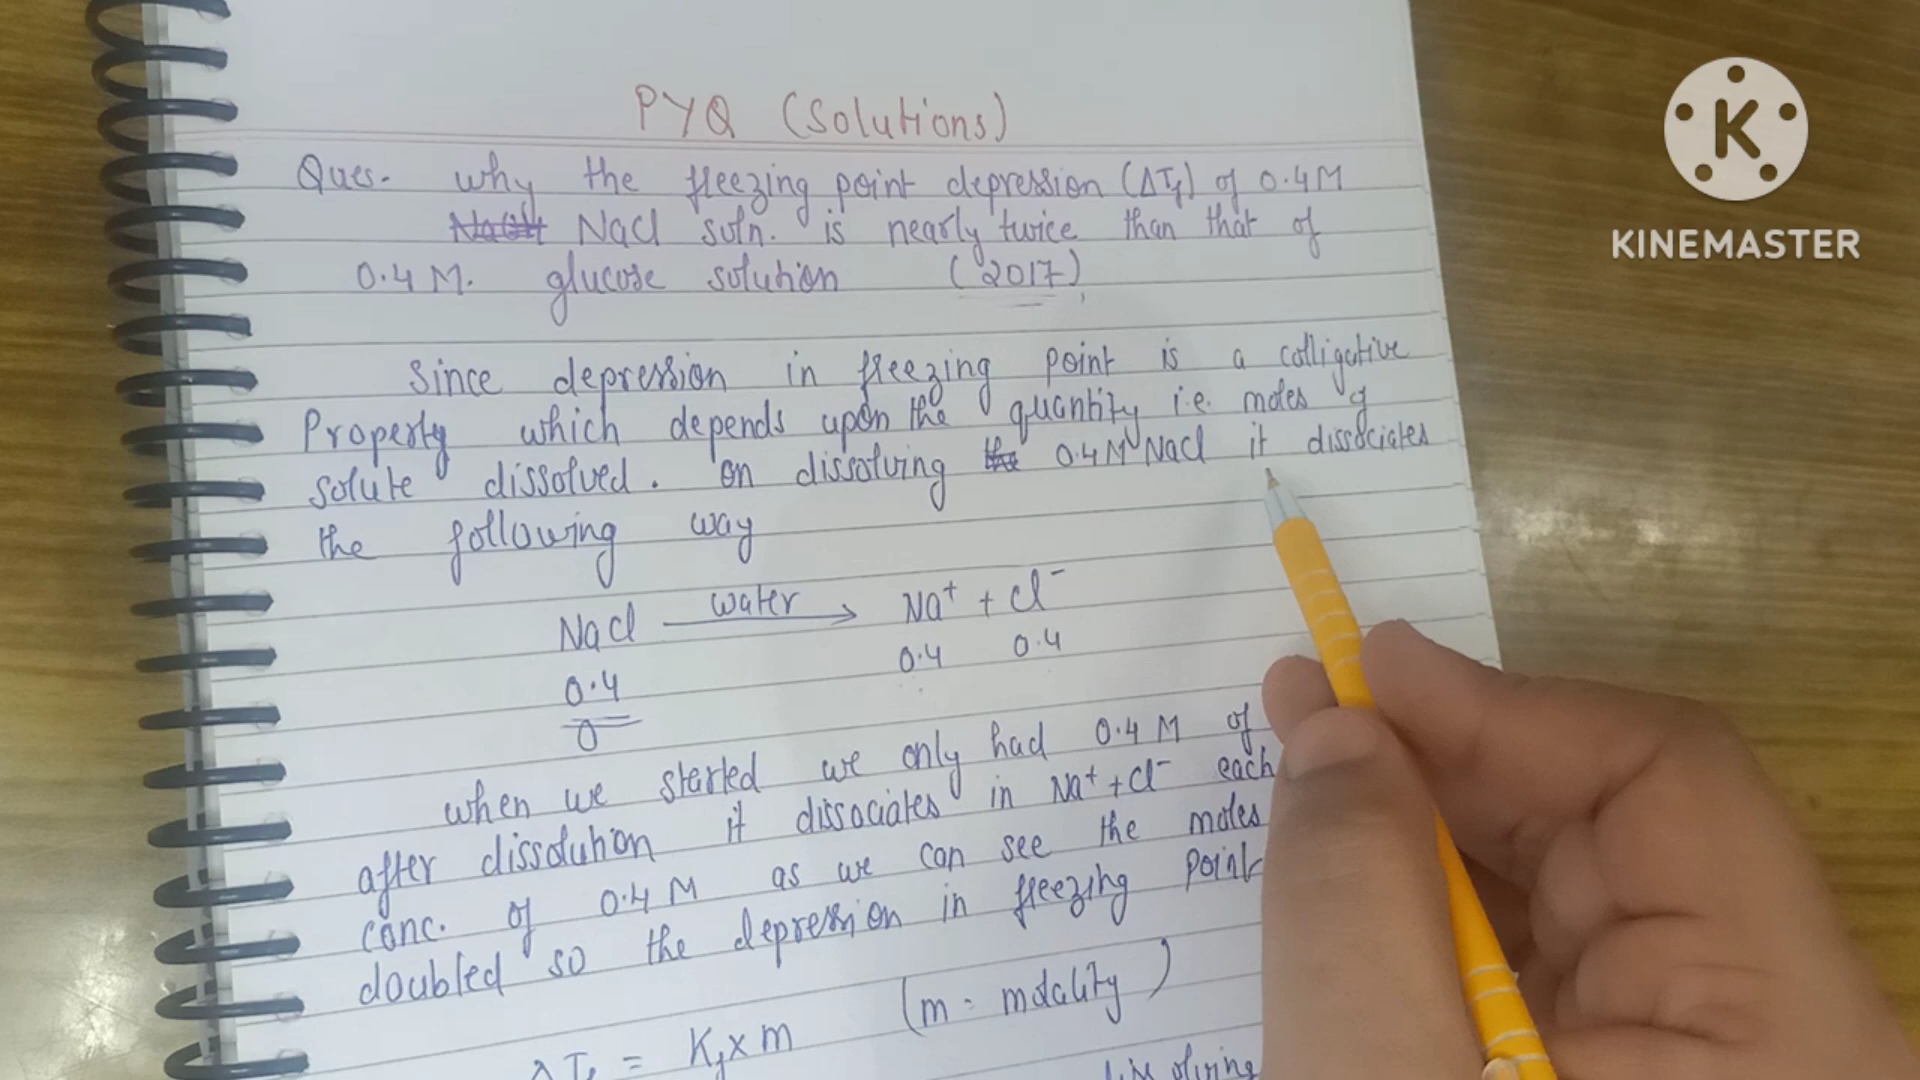 PYQ (Solutions)
Ques. why the freezing point depression (ΔTf) of 0.4M
NaCl soln. is nearly twice than that of
0.4 M. glucose solution (2017)
Since depression in freezing point is a colligative
Property which depends upon the quantity i.e. moles of
solute dissolved. on dissolving 0.4M NaCl it dissociates
the following way
NaCl water → Na⁺ + Cl⁻
0.4 0.4
0.4
0
when we started we only had 0.4 M of
after dissolution it dissociates in Na⁺ + Cl⁻ each
conc. of 0.4 M as we can see the moles
doubled so the depression in freezing point
ΔTf = Kf x m (m = molality)
K
KINEMASTER